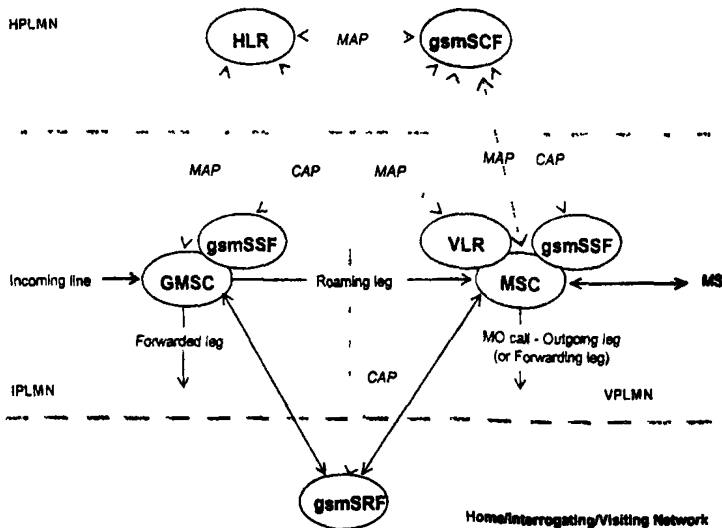 HPLMN
HLR
MAP
gsmSCF
MAP
CAP
MAP
MAP
CAP
gsmSSF
VLR
gsmSSF
Incoming line
GMSC
Roaming leg
MSC
MS
Forwarded leg
MO call - Outgoing leg
(or Forwarding leg)
CAP
IPLMN
VPLMN
gsmSRF
Home/Interrogating/Visiting Network